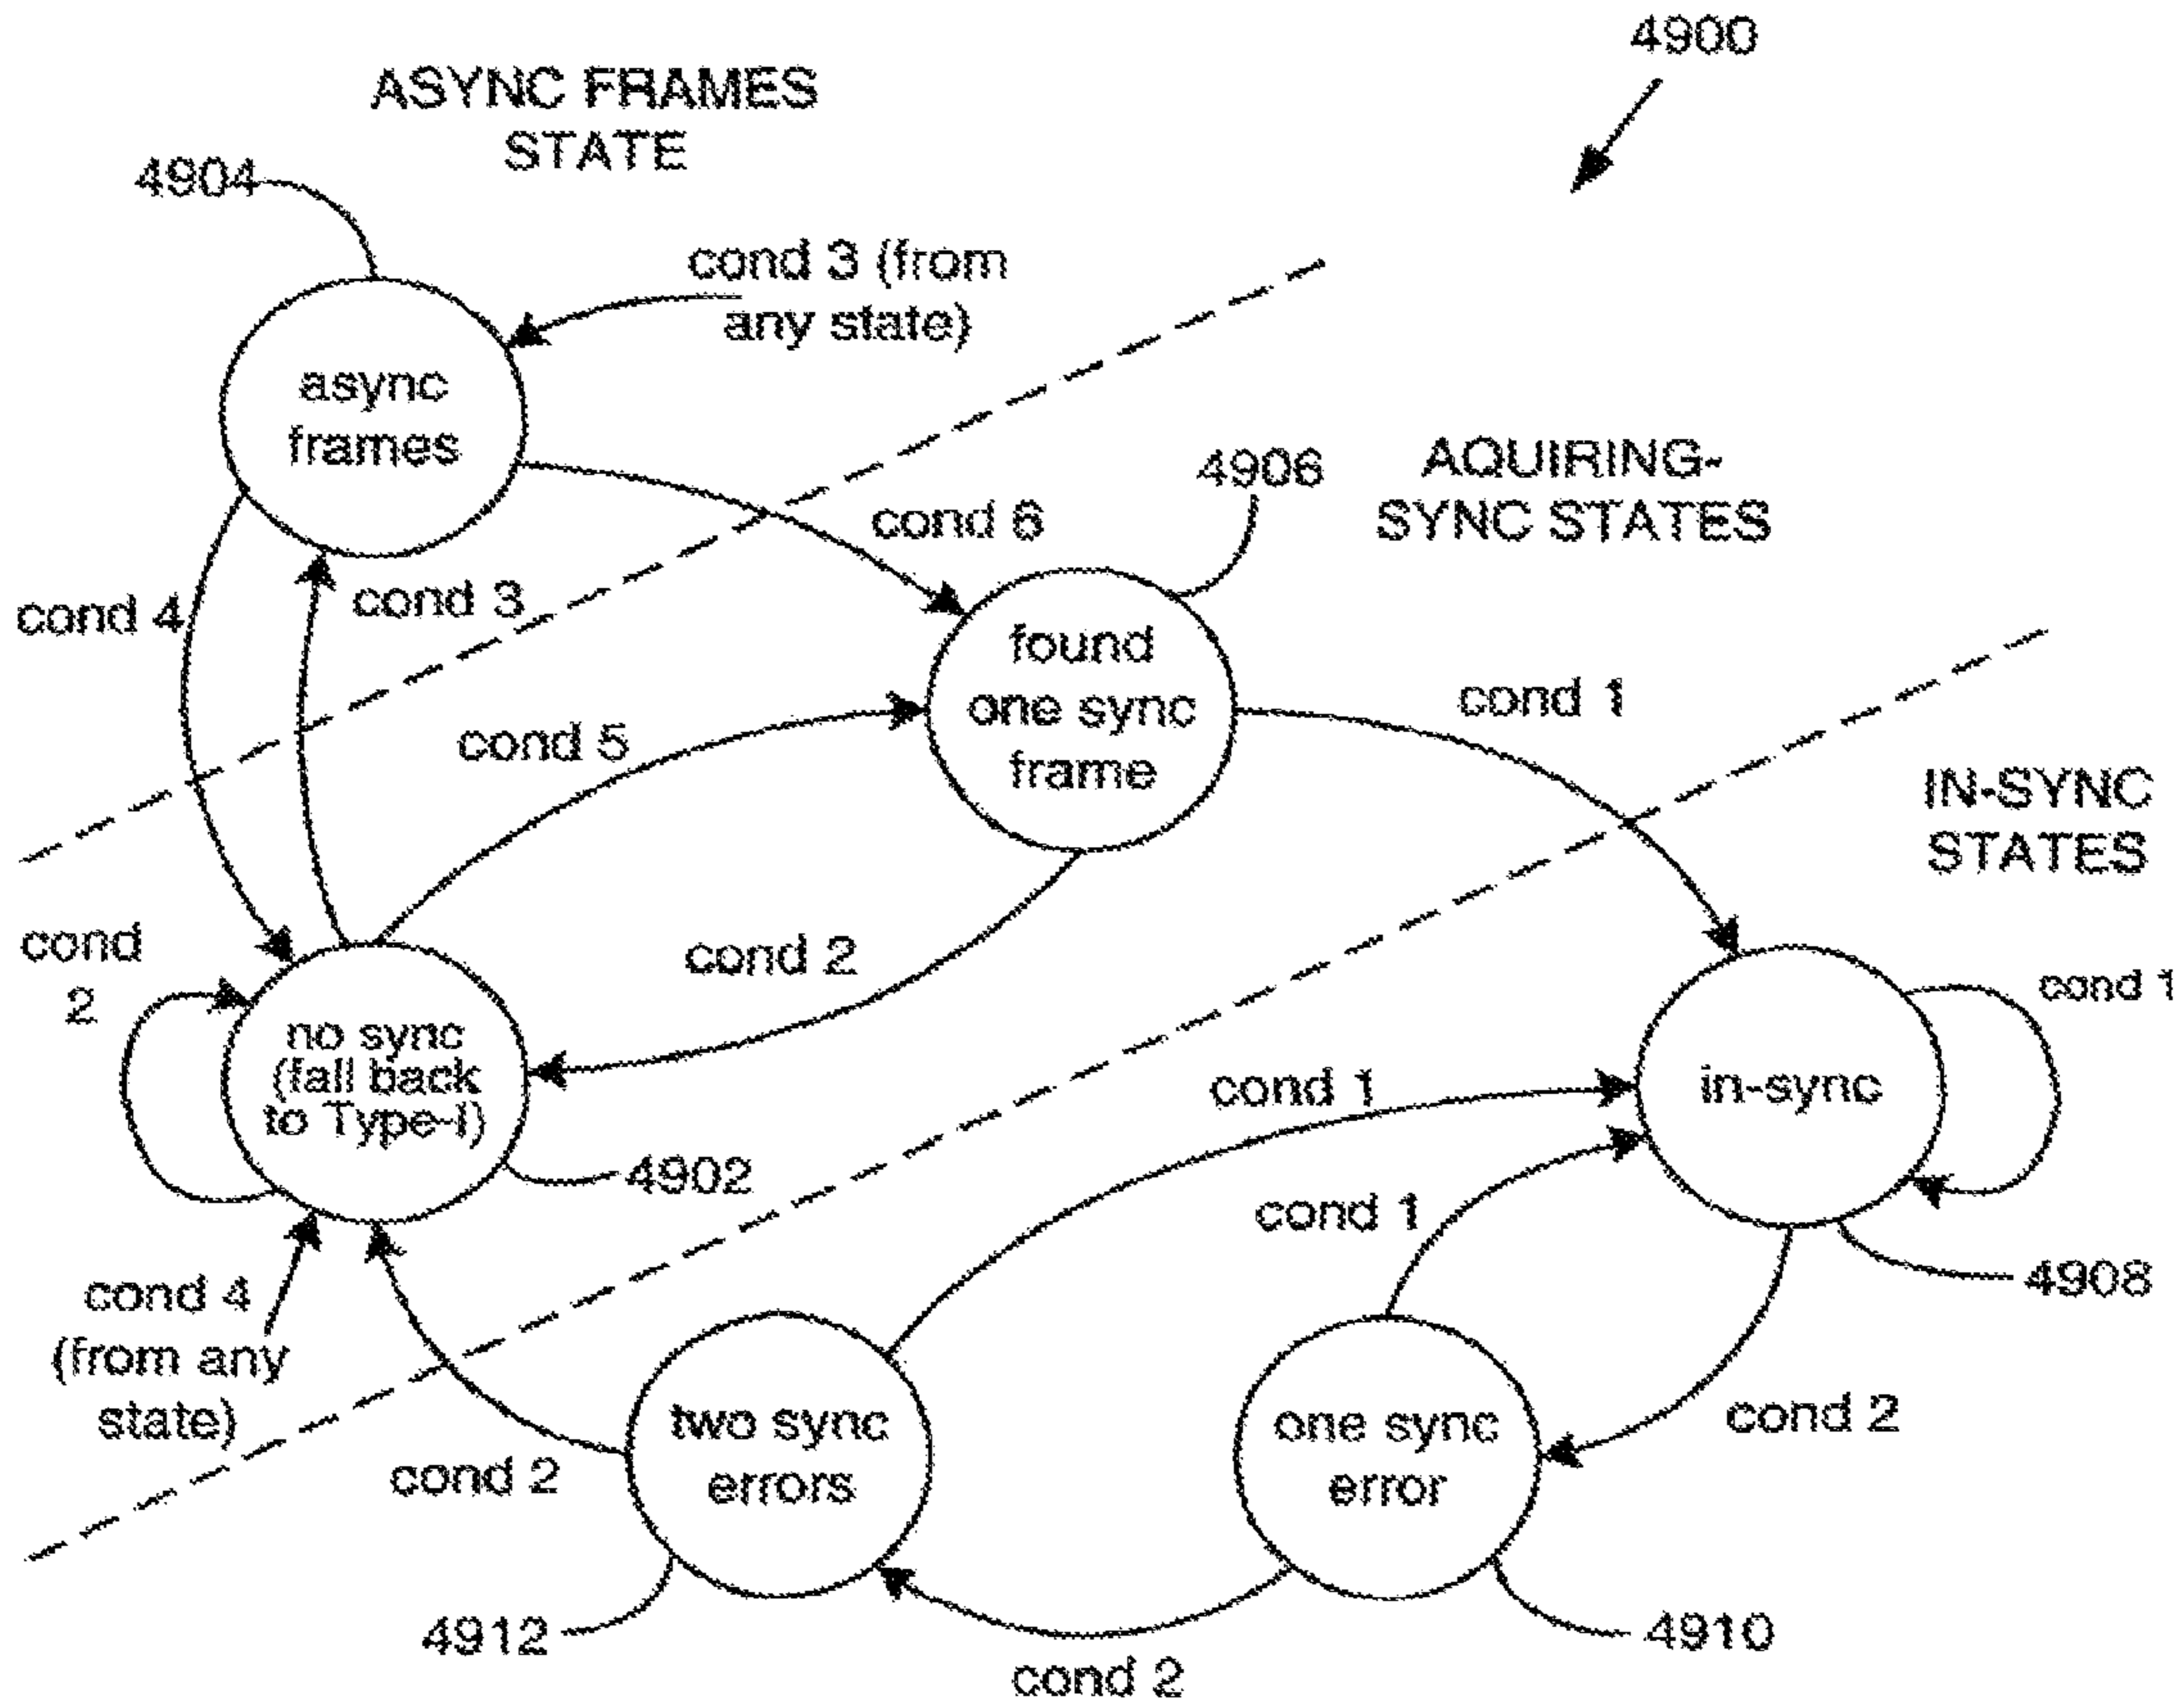 4900
ASYNC FRAMES
STATE
4904
cond 3 (from
any state)
async
frames
4906
AQUIRING-
SYNC STATES
cond 6
cond 4
cond 3
found
one sync
frame
cond 1
cond 5
IN-SYNC
STATES
cond
2
cond 2
cond 1
no sync
(fall back
to Type-I)
in-sync
cond 1
4902
cond 1
4908
cond 4
(from any
state)
two sync
errors
one sync
error
cond 2
cond 2
4912
4910
cond 2